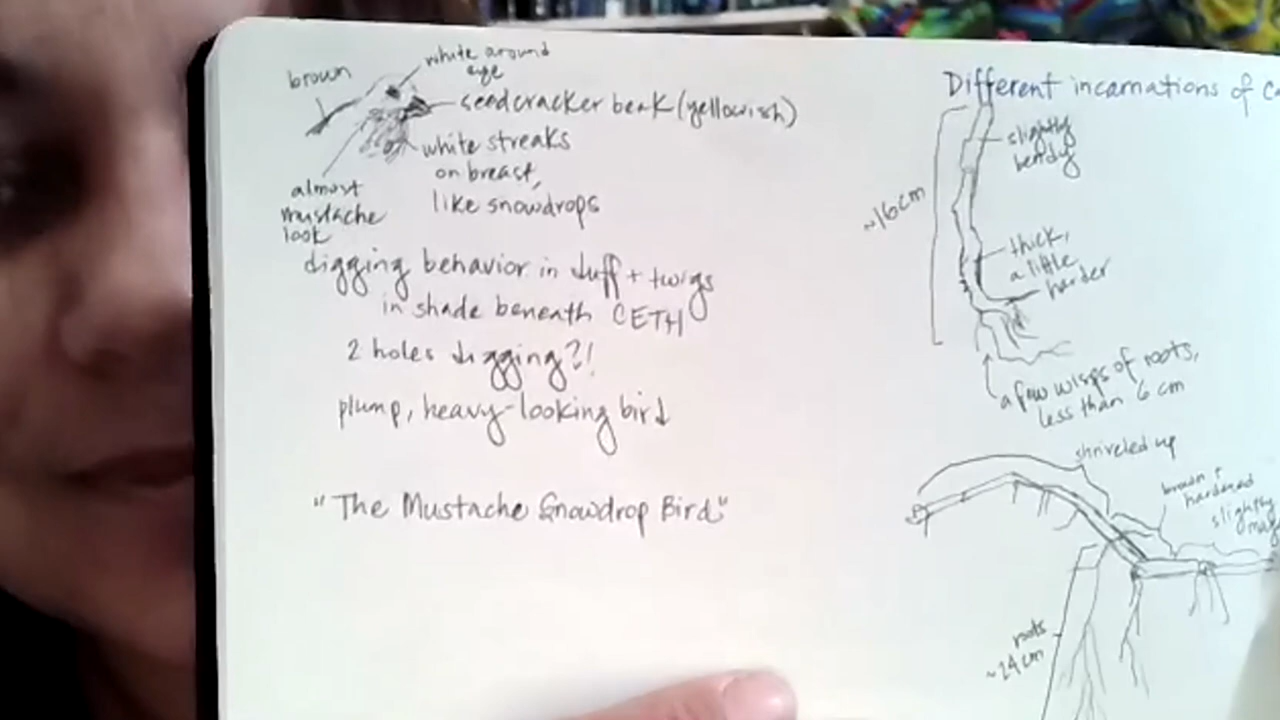 brown
white around
eye
seedcracker beak (yellowish)
white streaks
on breast,
like snowdrops
almost
mustache
look
digging behavior in duff + twigs
in shade beneath CETH
2 holes digging?!
plump, heavy-looking bird
"The Mustache Snowdrop Bird"
Different incarnations of
slightly
bendy
~16cm
thick,
a little
harder
a few wisps of roots,
less than 6 cm
shriveled up
brown +
hardened
slightly
roots
~24cm